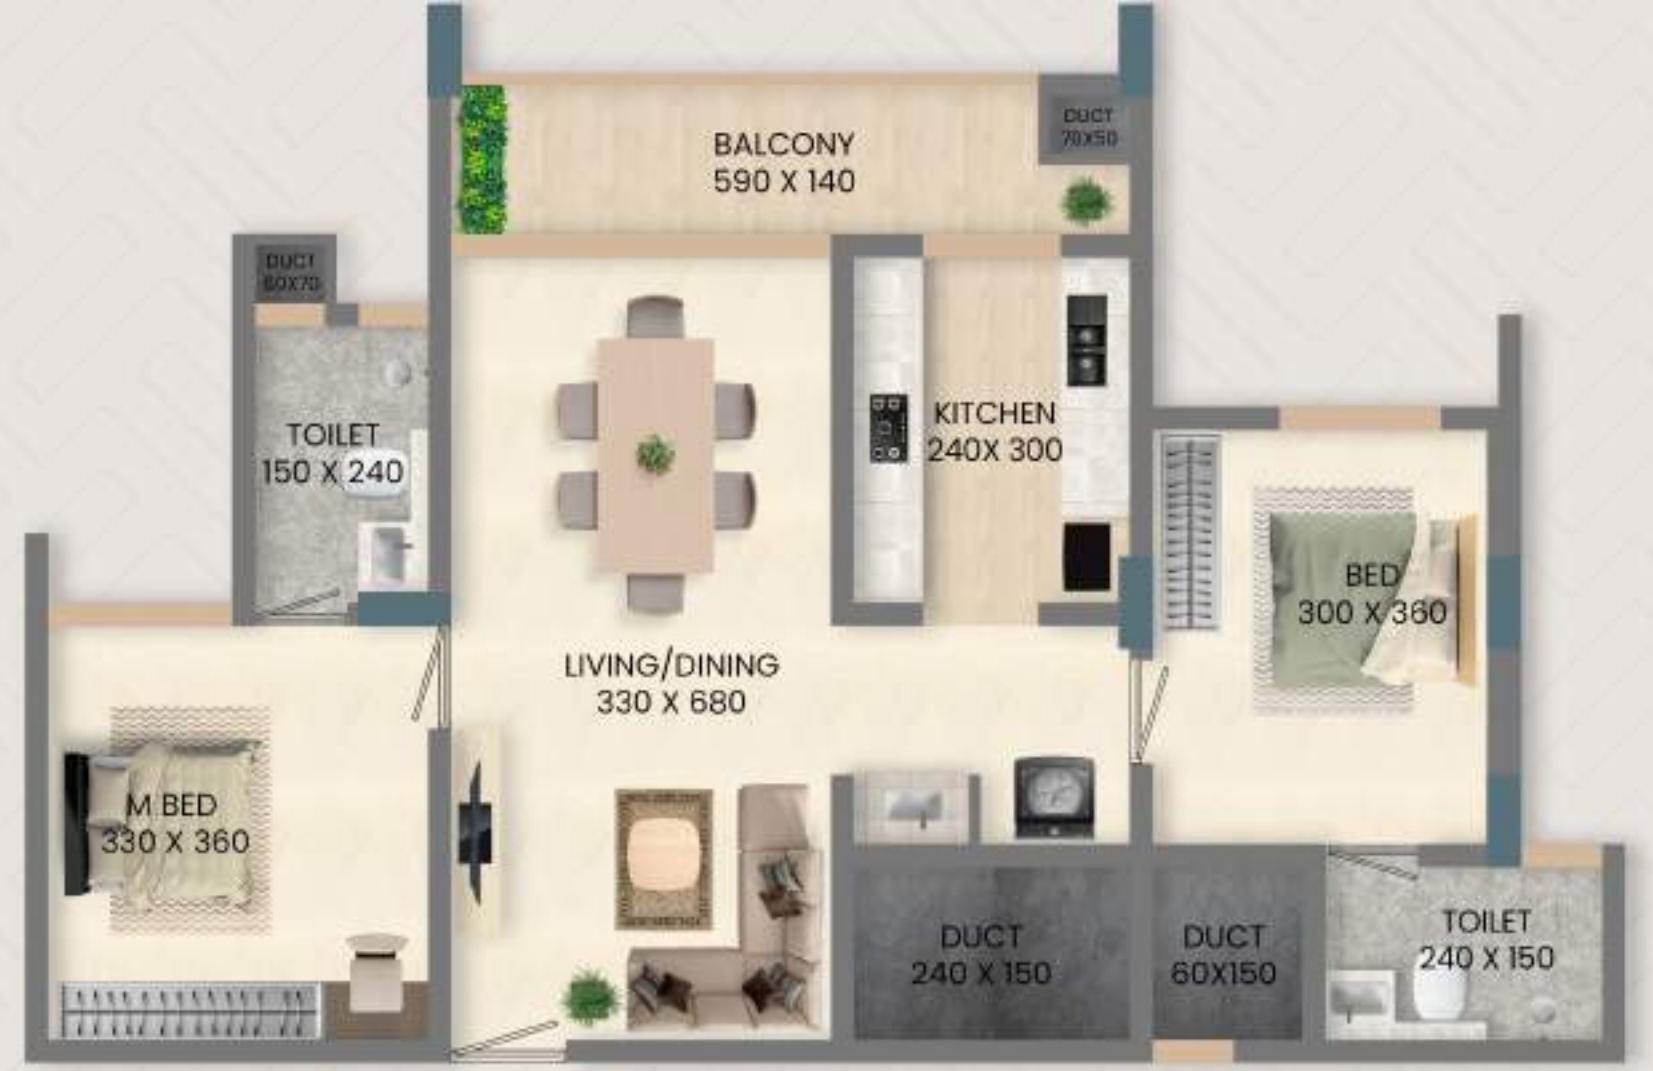 BALCONY
590 X 140
DUCT
70X50
DUCT
60X70
TOILET
150 X 240
KITCHEN
240X 300
BED
300 X 360
LIVING/DINING
330 X 680
M BED
330 X 360
DUCT
240 X 150
DUCT
60X150
TOILET
240 X 150